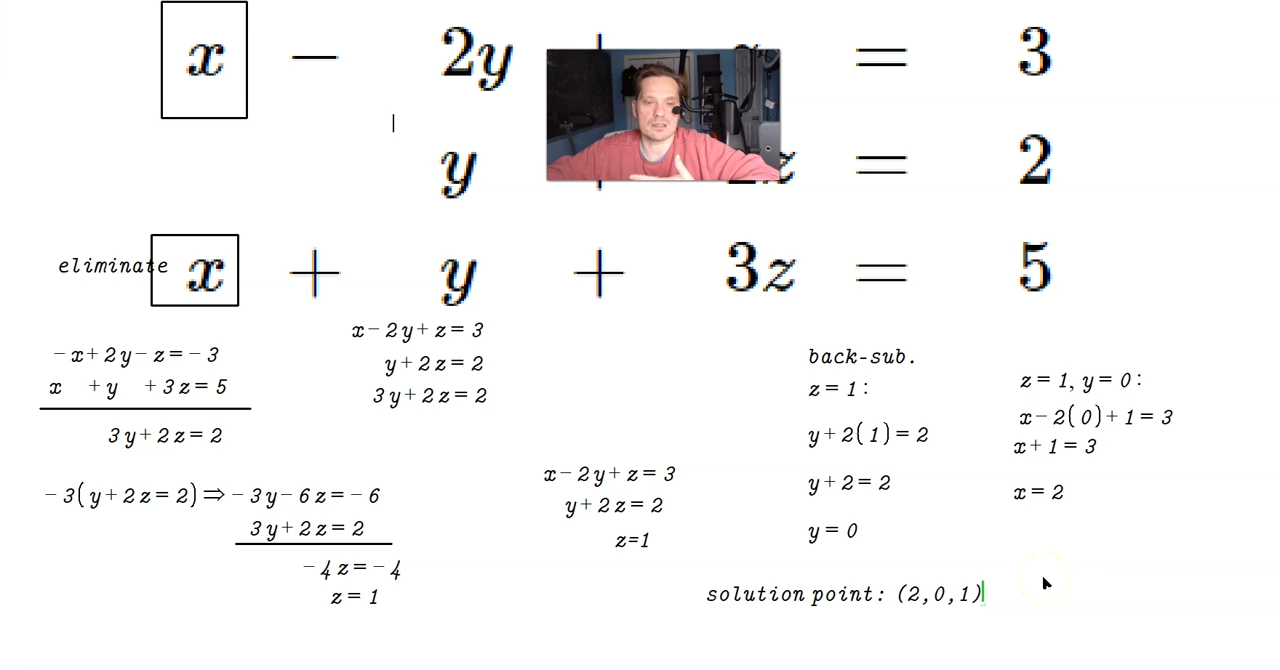 x − 2y + z = 3
y + 2z = 2
eliminate x + y + 3z = 5
−x+2y−z=−3
x +y +3z=5
3y+2z=2
−3(y+2z=2)⇒−3y−6z=−6
3y+2z=2
−4z=−4
z=1
x−2y+z=3
y+2z=2
3y+2z=2
x−2y+z=3
y+2z=2
z=1
back-sub.
z=1:
y+2(1)=2
y+2=2
y=0
z=1, y=0:
x−2(0)+1=3
x+1=3
x=2
solution point: (2,0,1)